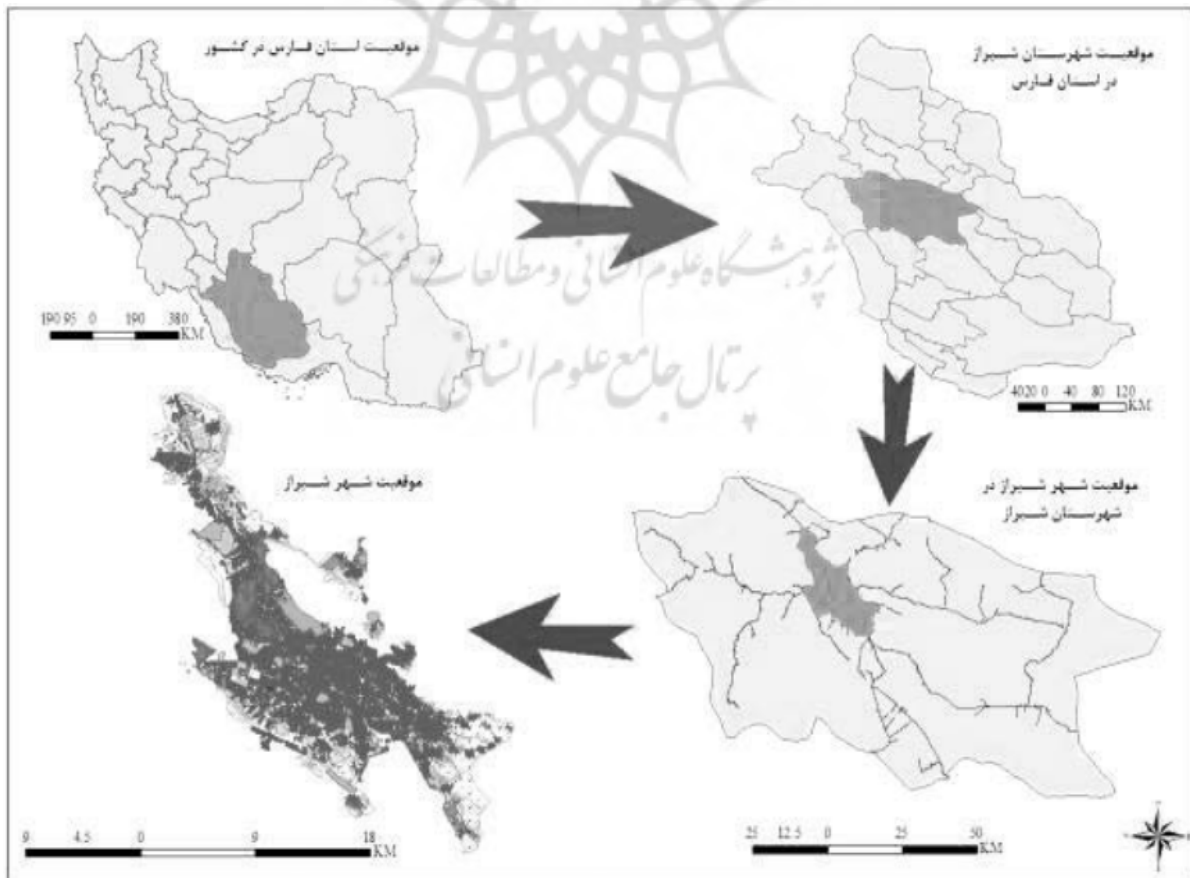 موقعیت استان فارس در کشور
190 95 0 190 380
KM
موقعیت شهرستان شیراز
در استان فارس
4020 0 40 80 120
KM
پژوهشگاه علوم انسانی و مطالعات فرهنگی
پرتال جامع علوم انسانی
موقعیت شهر شیراز در
شهرستان شیراز
25 12.5 0 25 50
KM
موقعیت شهر شیراز
9 4.5 0 9 18
KM